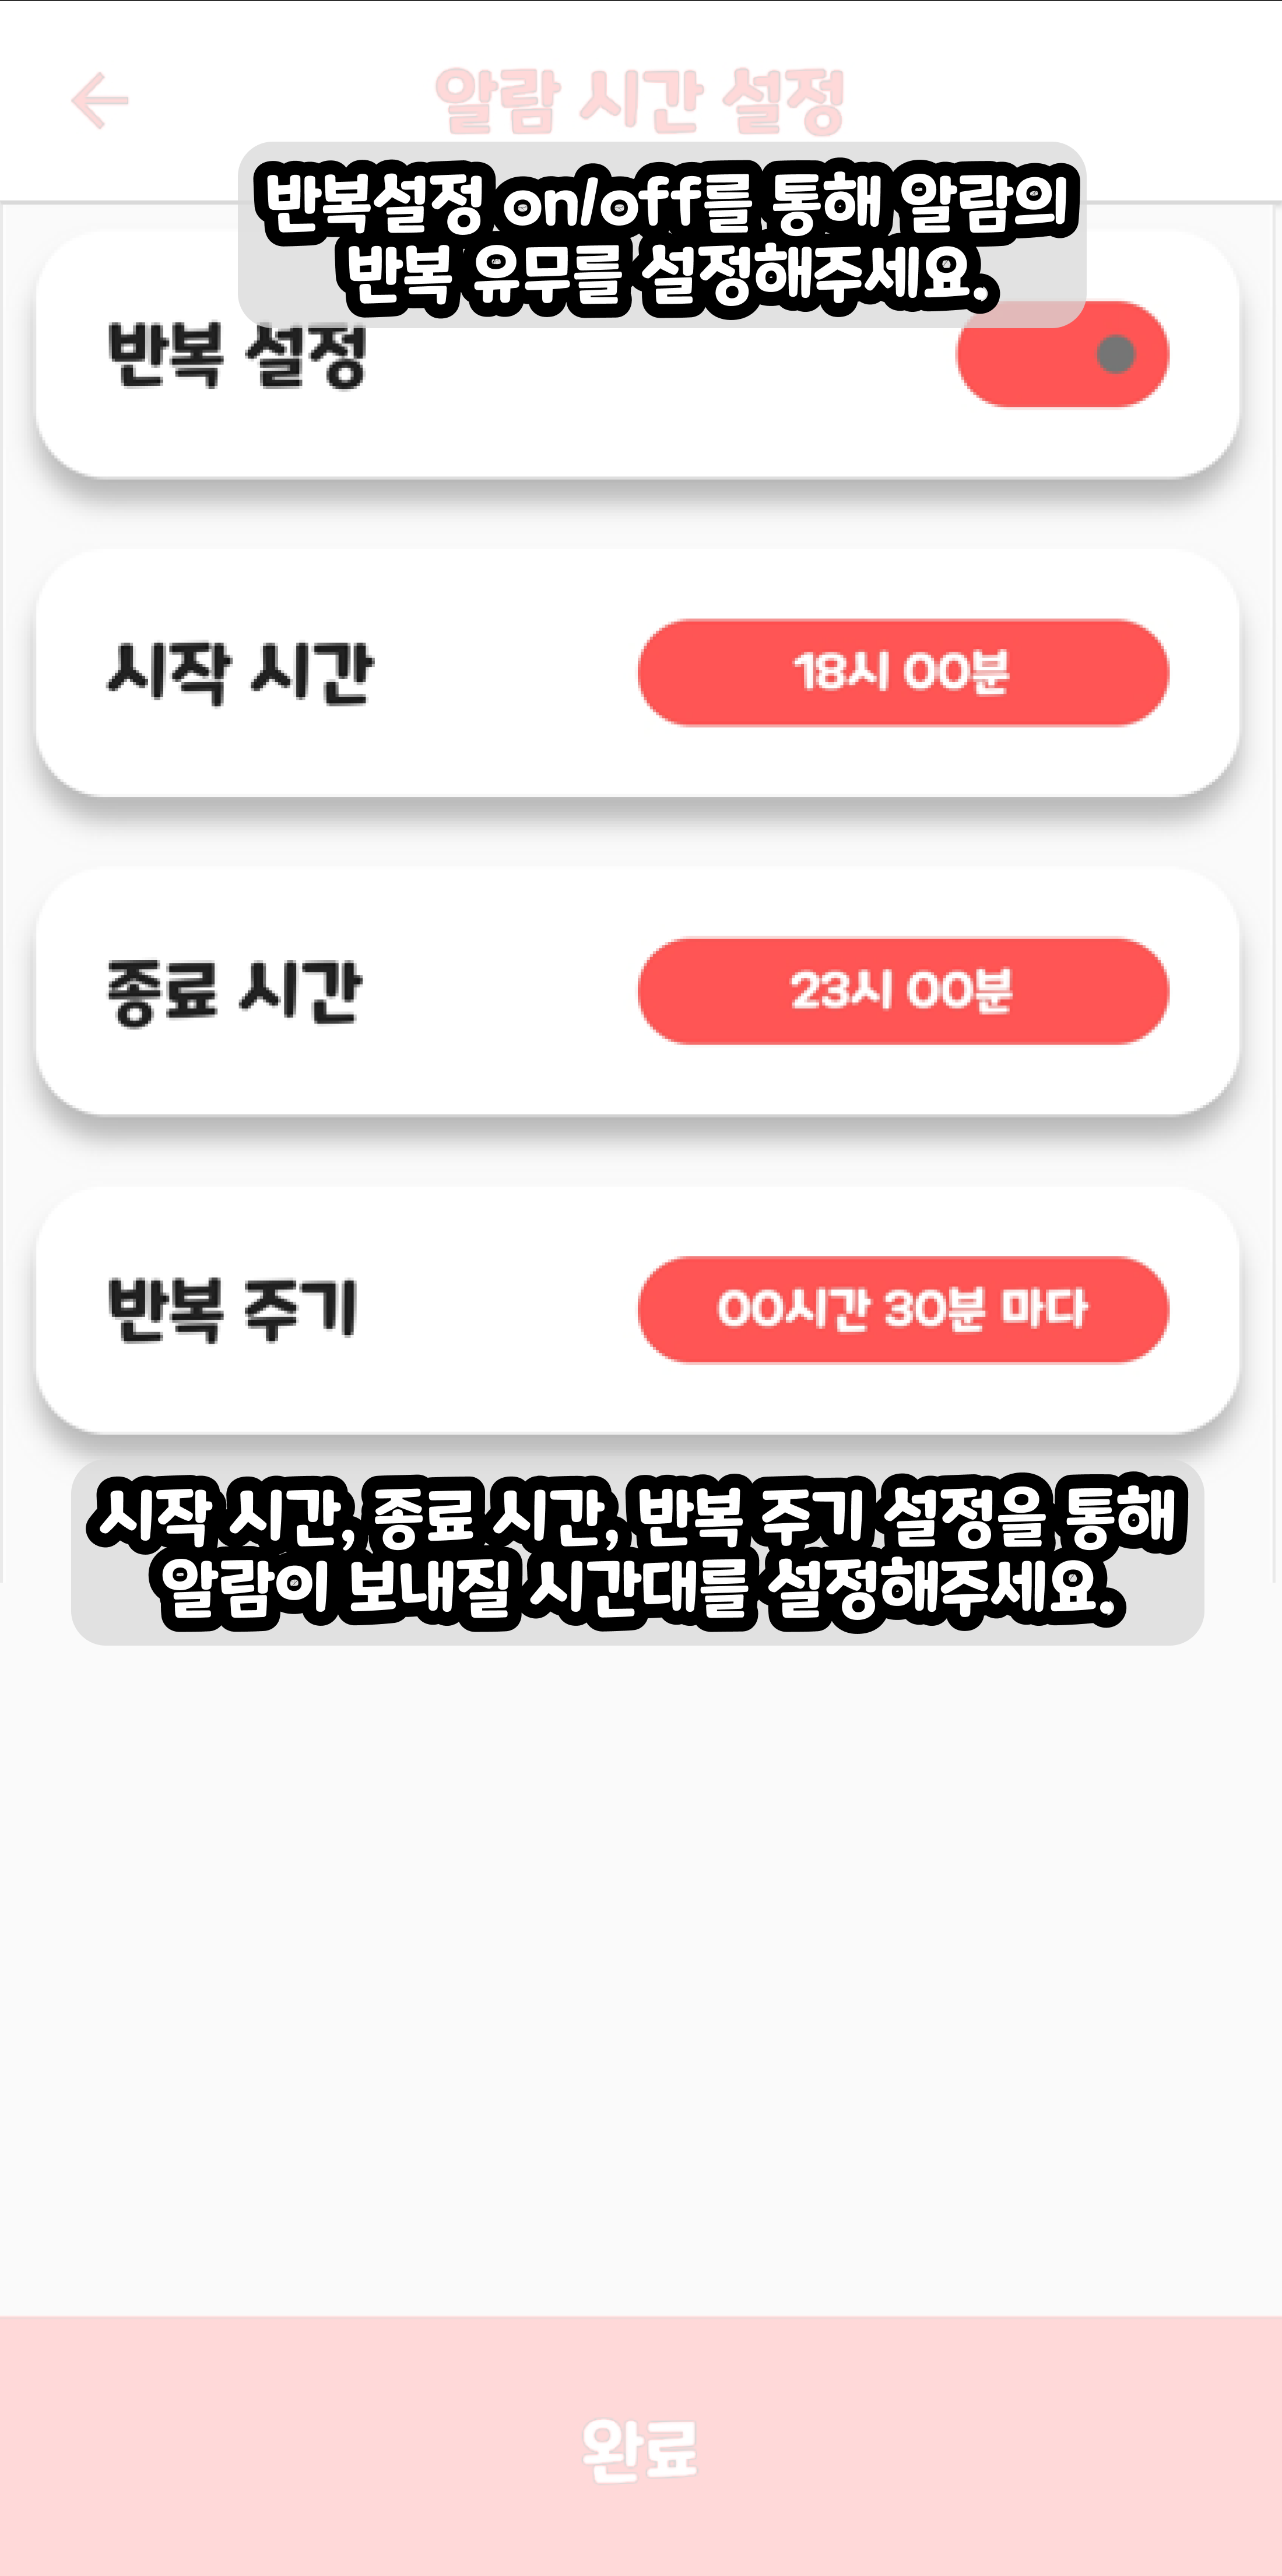 알람 시간 설정
반복설정 on/off를 통해 알람의
반복 유무를 설정해주세요.
반복 설정
시작 시간
18시 00분
종료 시간
23시 00분
반복 주기
00시간 30분 마다
시작 시간, 종료 시간, 반복 주기 설정을 통해
알람이 보내질 시간대를 설정해주세요.
완료